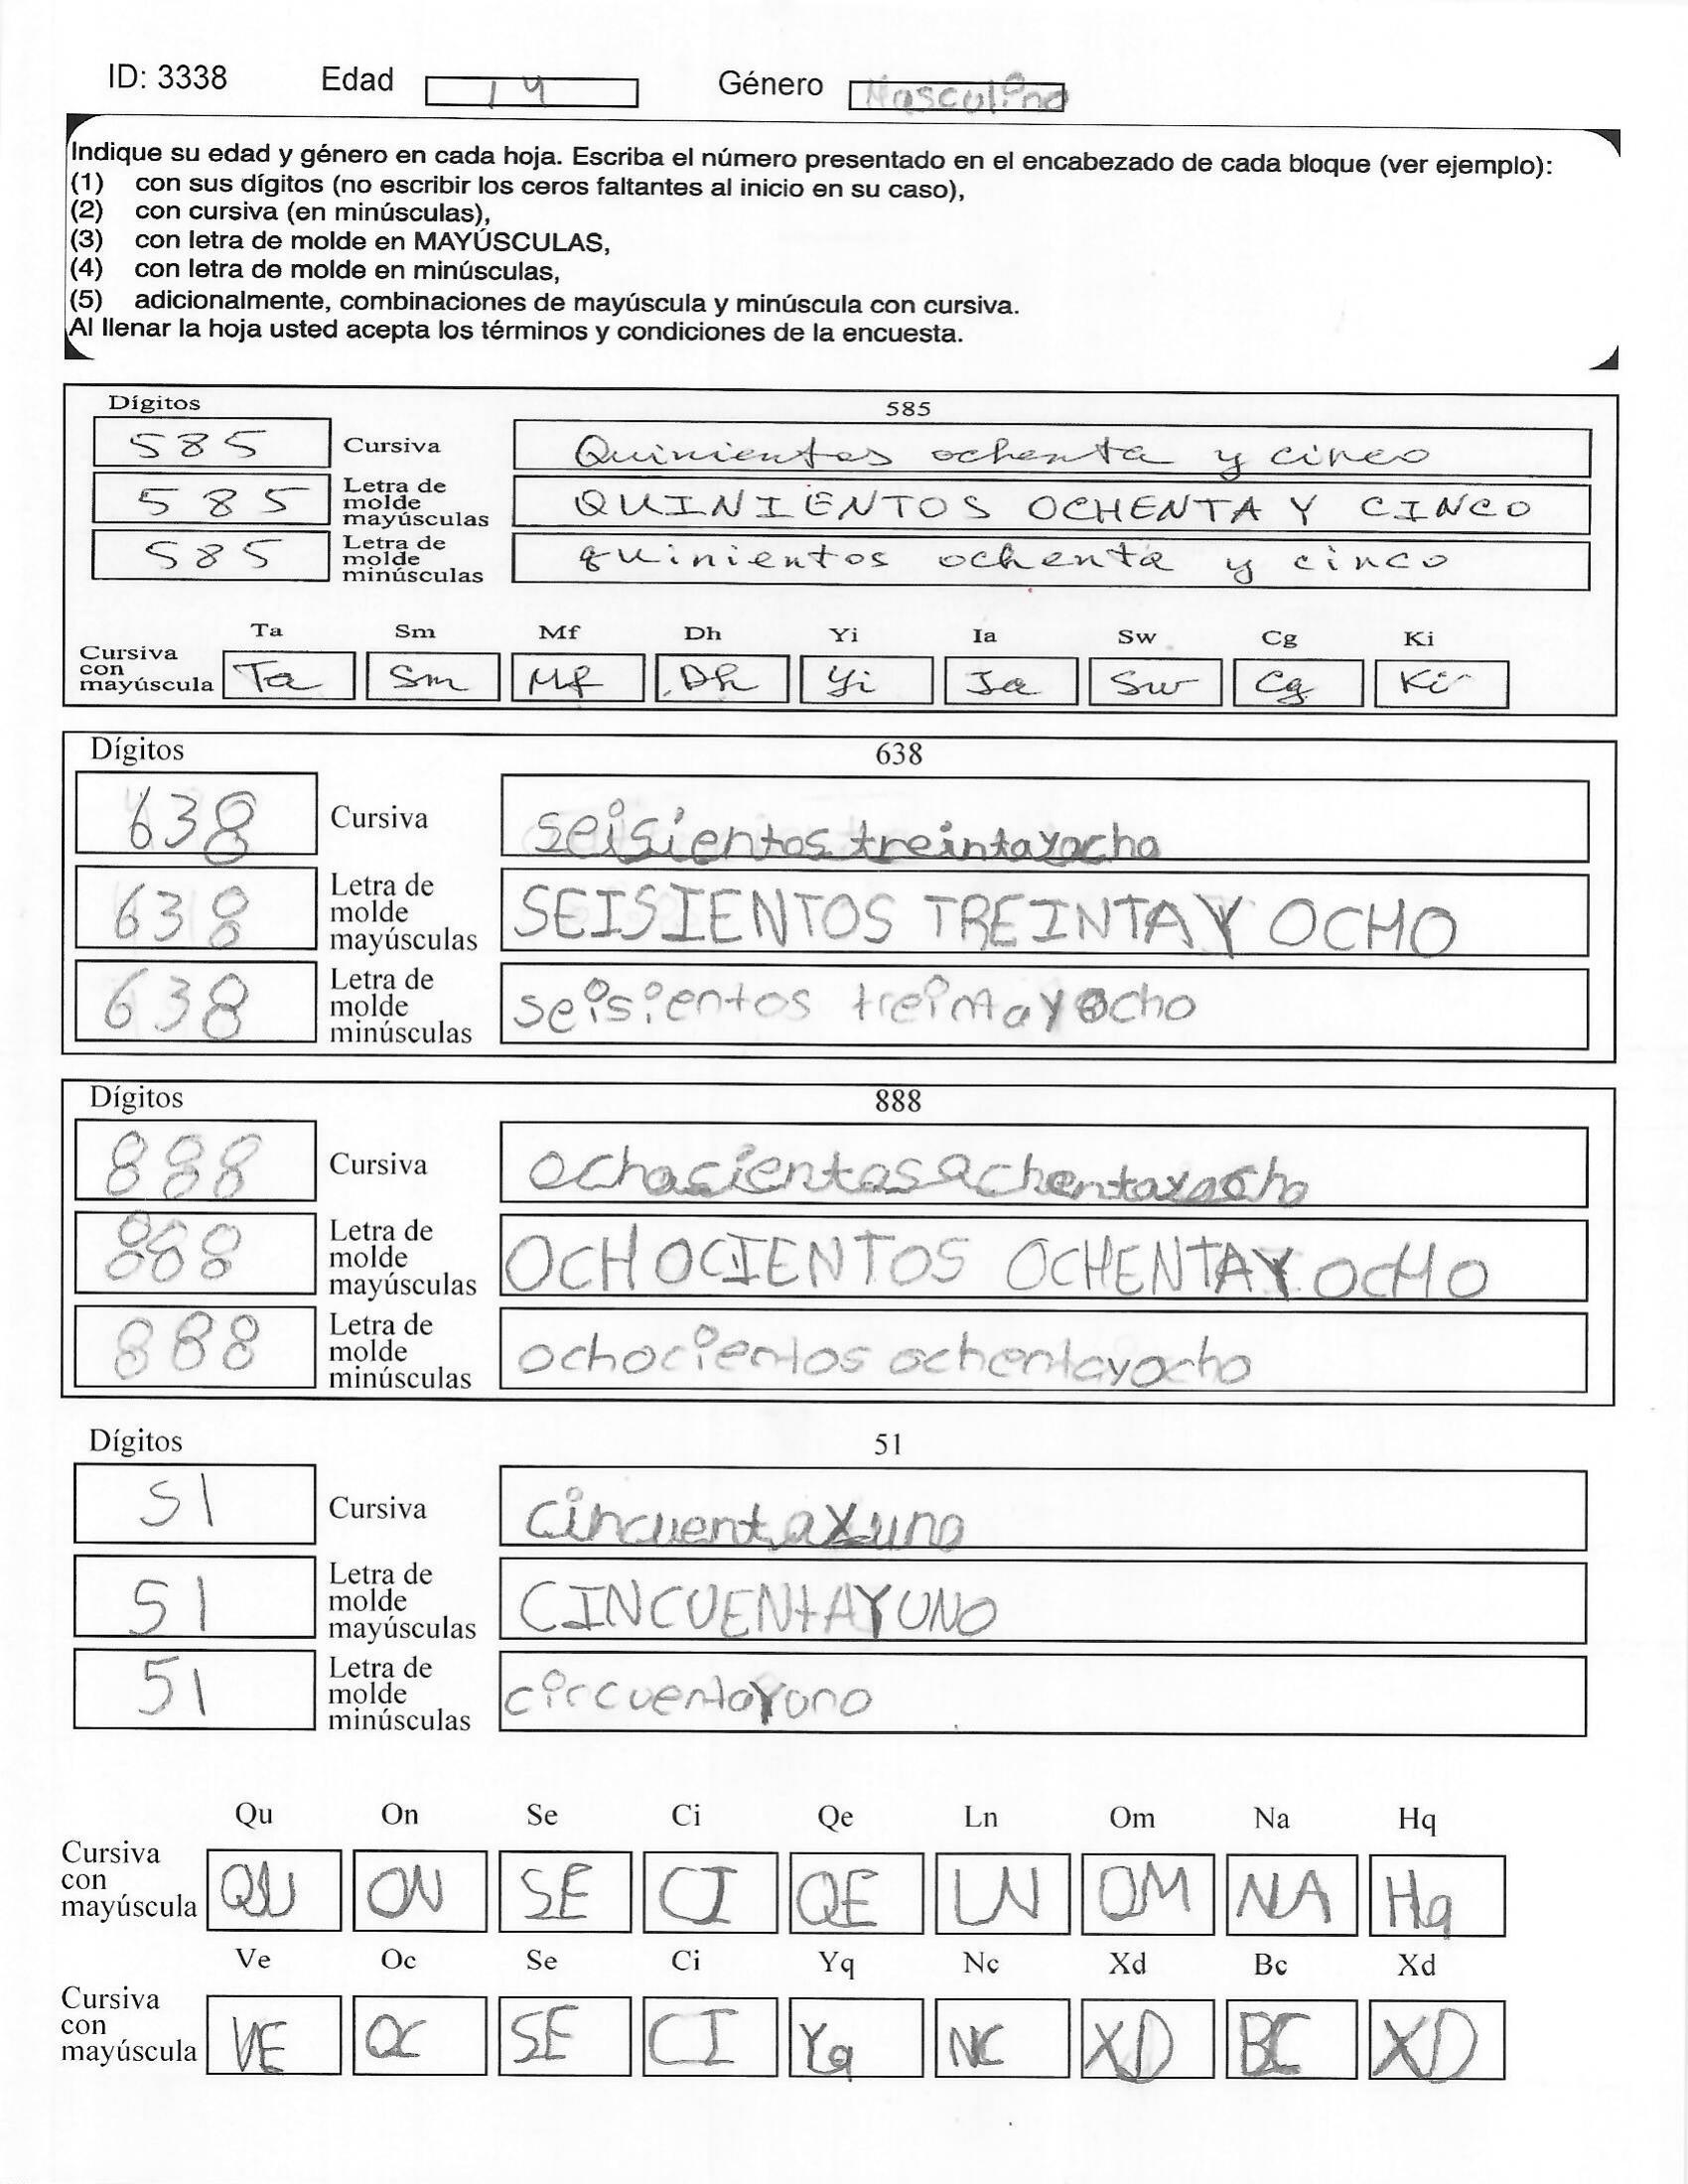 ID: 3338 Edad 14 Género Masculino
Indique su edad y género en cada hoja. Escriba el número presentado en el encabezado de cada bloque (ver ejemplo):
(1) con sus dígitos (no escribir los ceros faltantes al inicio en su caso),
(2) con cursiva (en minúsculas),
(3) con letra de molde en MAYÚSCULAS,
(4) con letra de molde en minúsculas,
(5) adicionalmente, combinaciones de mayúscula y minúscula con cursiva.
Al llenar la hoja usted acepta los términos y condiciones de la encuesta.
Dígitos 585
585 Cursiva Quinientos ochenta y cinco
585 Letra de molde mayúsculas QUINIENTOS OCHENTA Y CINCO
585 Letra de molde minúsculas quinientos ochenta y cinco
Ta Sm Mf Dh Yi Ia Sw Cg Ki
Cursiva con mayúscula Ta Sm Mf Dh Yi Ia Sw Cg Ki
Dígitos 638
638 Cursiva seisientos treintayocho
638 Letra de molde mayúsculas SEISIENTOS TREINTA Y OCHO
638 Letra de molde minúsculas seisientos treintayocho
Dígitos 888
888 Cursiva ochocientosochentayocho
888 Letra de molde mayúsculas OCHOCIENTOS OCHENTAY OCHO
888 Letra de molde minúsculas ochocientos ochentayocho
Dígitos 51
51 Cursiva cincuentayuno
51 Letra de molde mayúsculas CINCUENtAYUNO
51 Letra de molde minúsculas circuentaYuno
Qu On Se Ci Qe Ln Om Na Hq
Cursiva con mayúscula QU ON SE CI QE LN OM NA Hq
Ve Oc Se Ci Yq Nc Xd Bc Xd
Cursiva con mayúscula VE OC SE CI Yq NC XD BC XD